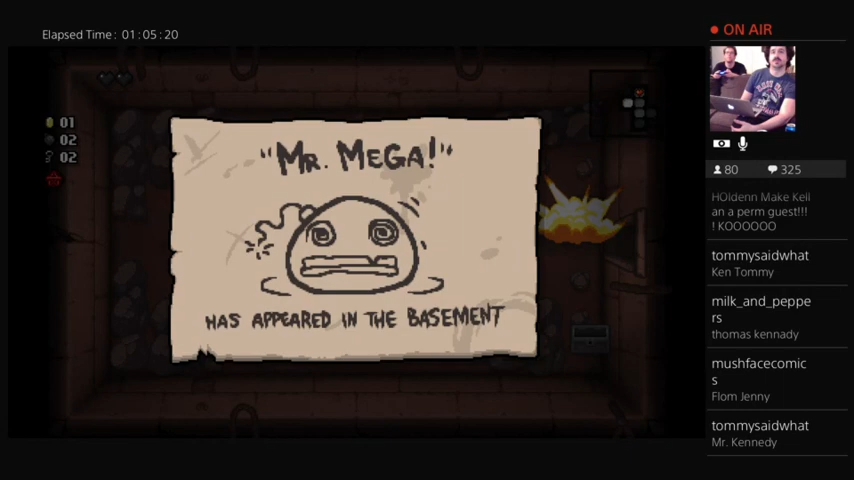 Elapsed Time: 01:05:20
ON AIR
01
02
02
"MR. MEGA!"
HAS APPEARED IN THE BASEMENT
80 325
HOldenn Make Keil
an a perm guest!!!
! KOOOOOO
tommysaidwhat
Ken Tommy
milk_and_peppe
rs
thomas kennady
mushfacecomic
s
Flom Jenny
tommysaidwhat
Mr. Kennedy